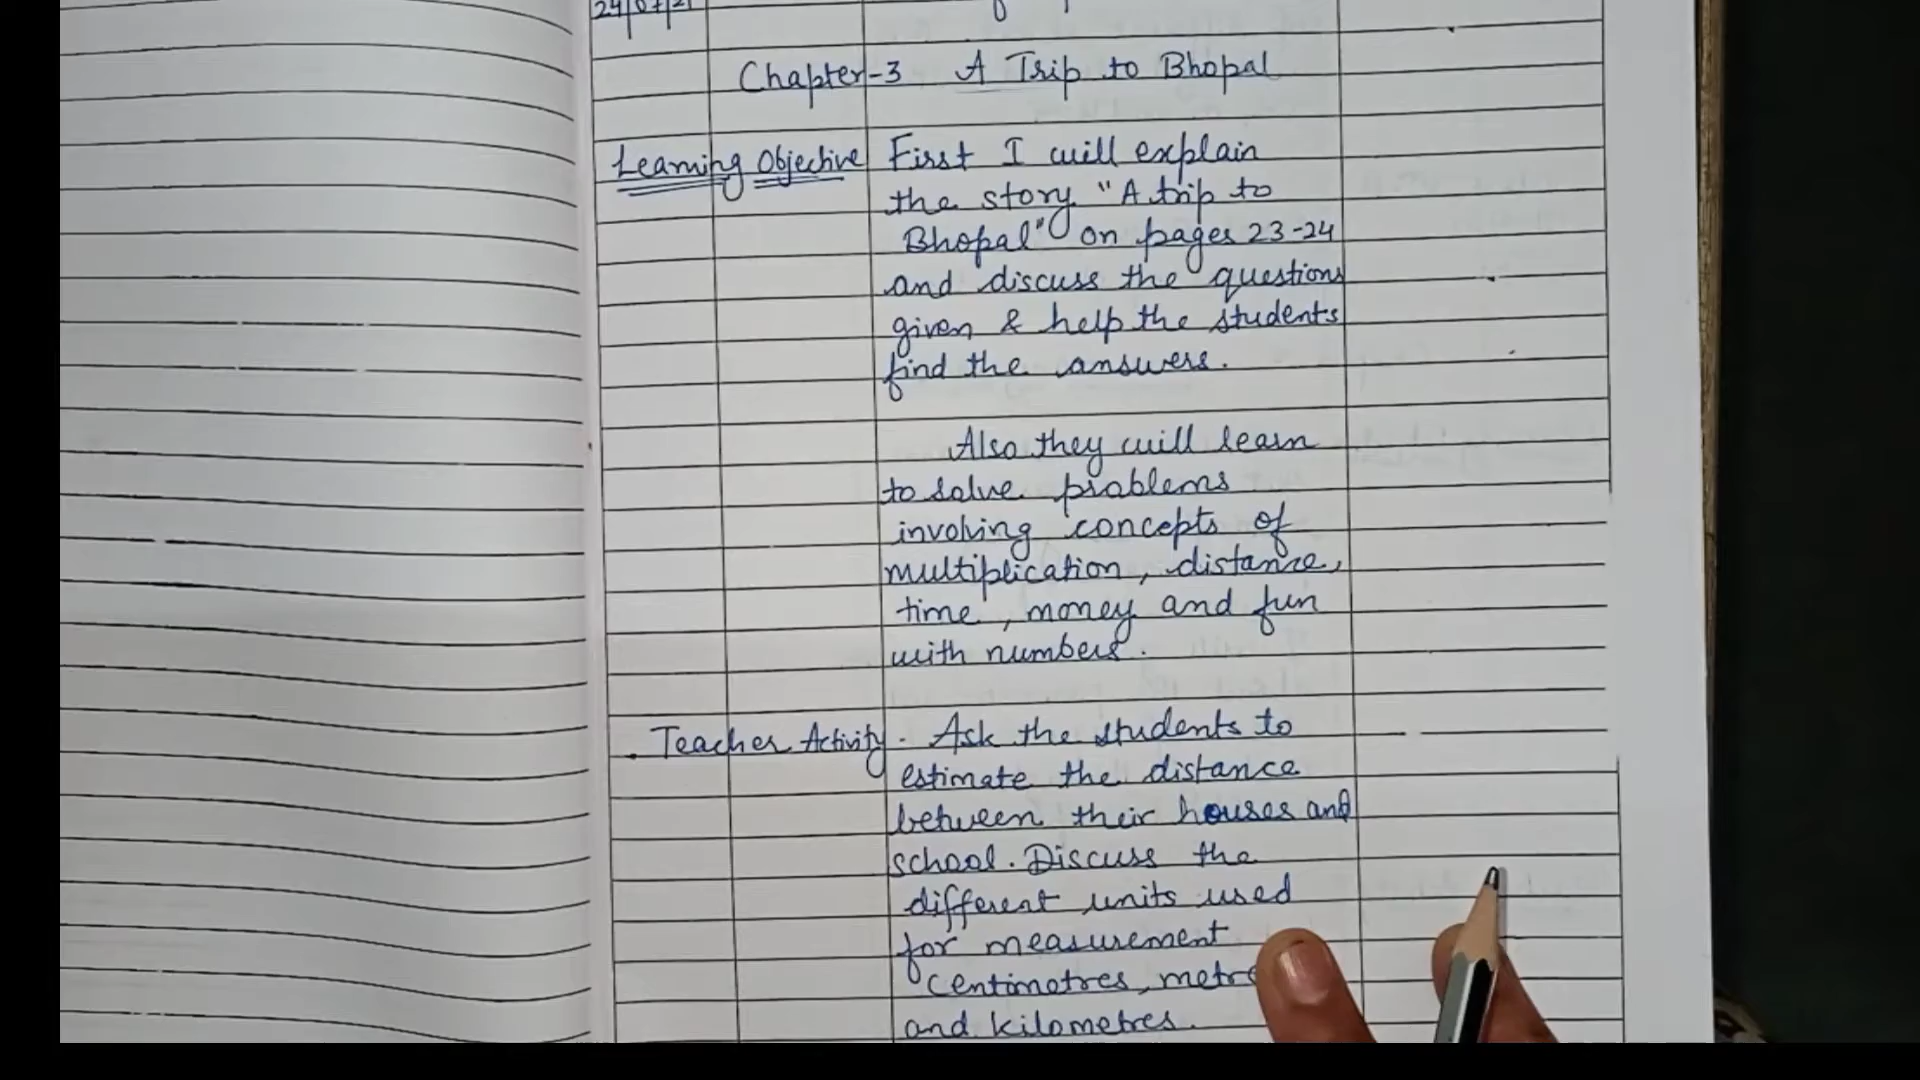 Chapter-3 A Trip to Bhopal
Learning Objective First I will explain
the story "A trip to
Bhopal" on pages 23-24
and discuss the questions
given & help the students
find the answers.
Also they will learn
to solve problems
involving concepts of
multiplication, distance,
time, money and fun
with numbers.
Teacher Activity. Ask the students to
estimate the distance
between their houses and
school. Discuss the
different units used
for measurement
centimetres, metre
and kilometres.